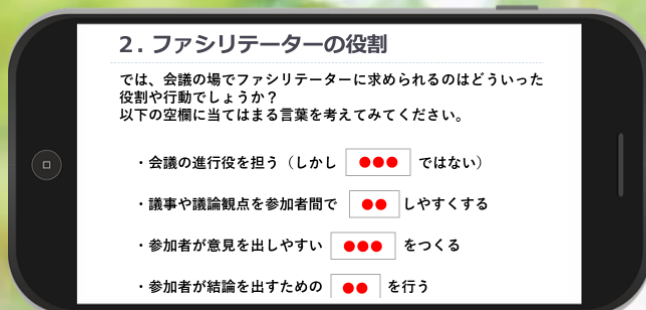 2. ファシリテーターの役割
では、会議の場でファシリテーターに求められるのはどういった
役割や行動でしょうか?
以下の空欄に当てはまる言葉を考えてみてください。
・会議の進行役を担う(しかし ●●● ではない)
・議事や議論観点を参加者間で ●● しやすくする
・参加者が意見を出しやすい ●●● をつくる
・参加者が結論を出すための ●● を行う